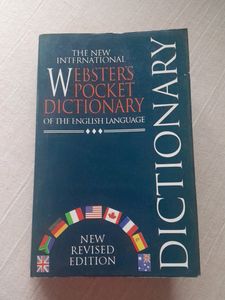 THE NEW
INTERNATIONAL
WEBSTER'S
POCKET
DICTIONARY
OF THE ENGLISH LANGUAGE
NEW
REVISED
EDITION
DICTIONARY